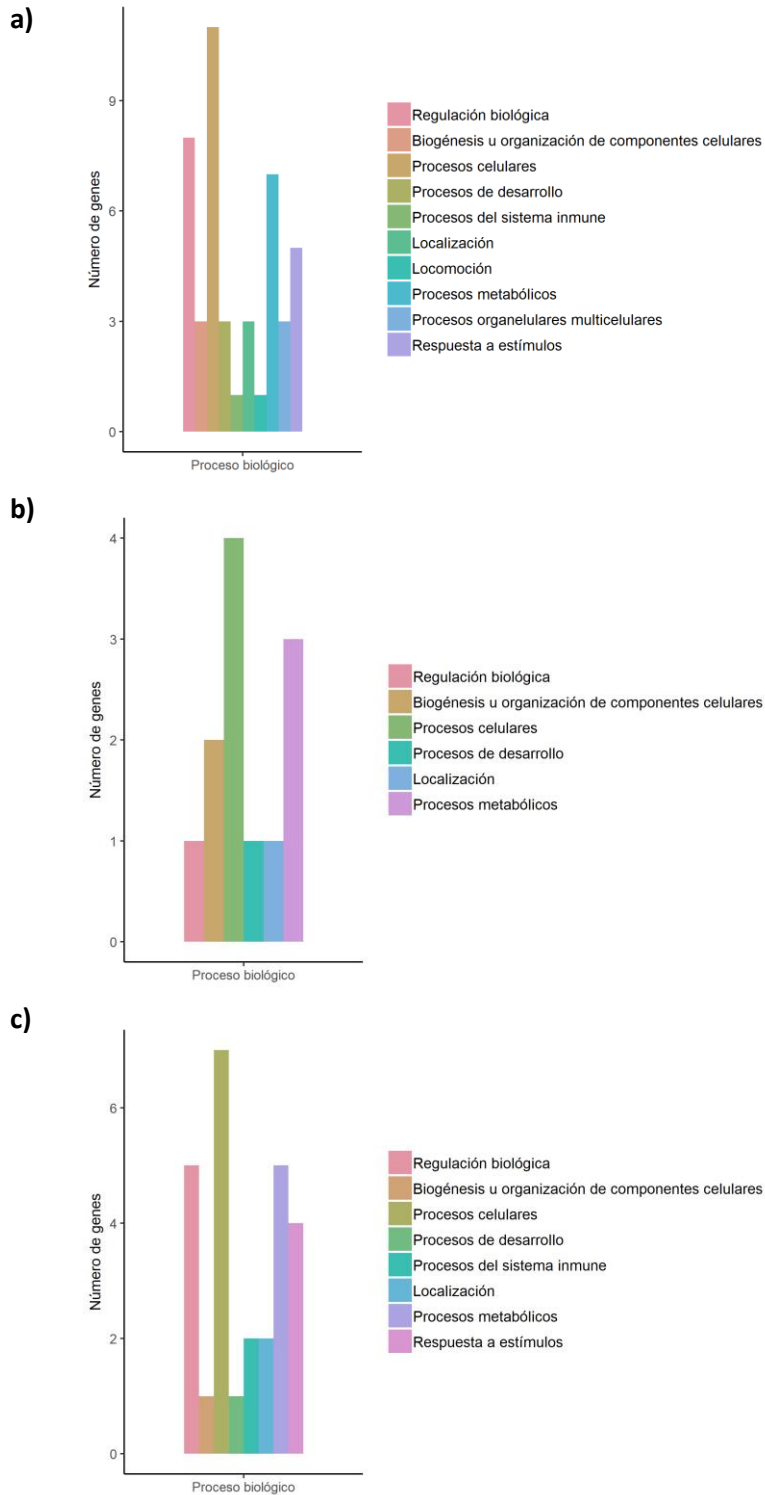 a)
Número de genes
9
6
3
0
Proceso biológico
Regulación biológica
Biogénesis u organización de componentes celulares
Procesos celulares
Procesos de desarrollo
Procesos del sistema inmune
Localización
Locomoción
Procesos metabólicos
Procesos organelulares multicelulares
Respuesta a estímulos
b)
Número de genes
4
3
2
1
0
Proceso biológico
Regulación biológica
Biogénesis u organización de componentes celulares
Procesos celulares
Procesos de desarrollo
Localización
Procesos metabólicos
c)
Número de genes
6
4
2
0
Proceso biológico
Regulación biológica
Biogénesis u organización de componentes celulares
Procesos celulares
Procesos de desarrollo
Procesos del sistema inmune
Localización
Procesos metabólicos
Respuesta a estímulos